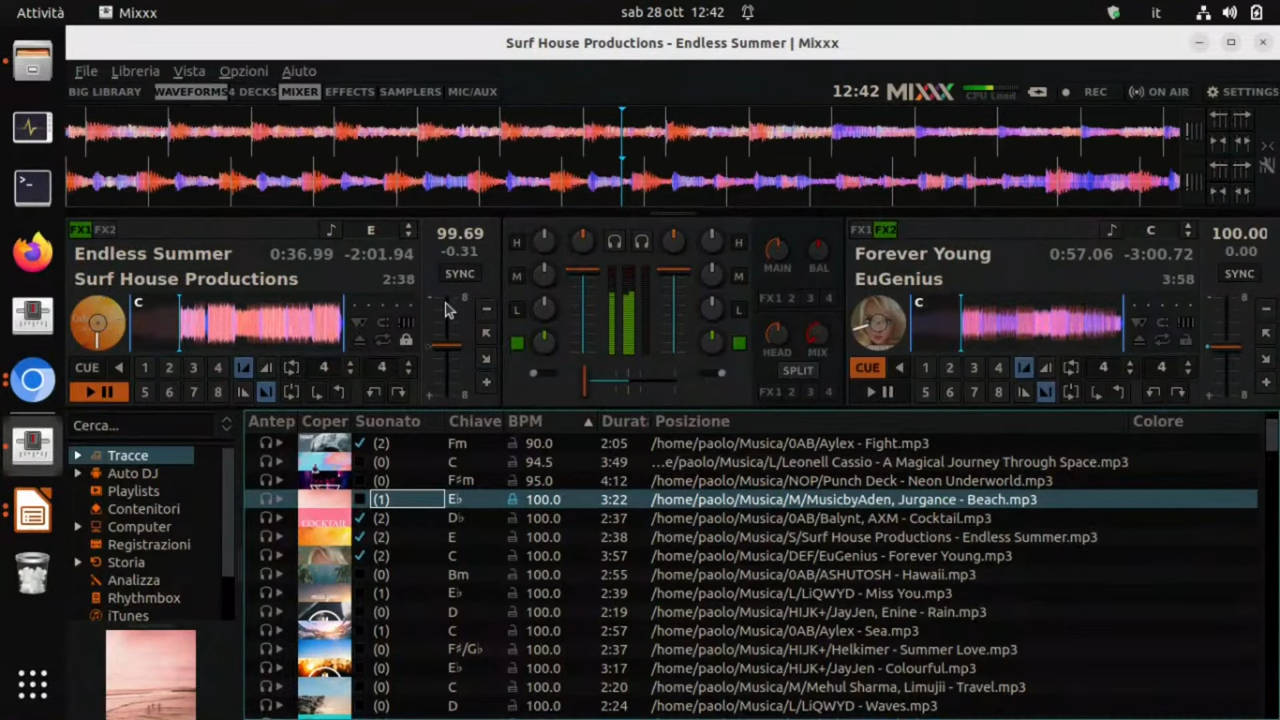 Attività Mixxx sab 28 ott 12:42 it
Surf House Productions - Endless Summer | Mixxx
File Libreria Vista Opzioni Aiuto
BIG LIBRARY WAVEFORMS 4 DECKS MIXER EFFECTS SAMPLERS MIC/AUX 12:42 MIXXX CPU Load REC ON AIR SETTINGS
FX1 FX2 E 99.69 H H MAIN BAL FX1 FX2 C 100.00
Endless Summer 0:36.99 -2:01.94 -0.31 Forever Young 0:57.06 -3:00.72 0.00
Surf House Productions 2:38 SYNC M M EuGenius 3:58 SYNC
C 8 L L FX1 2 3 4 C 8
HEAD MIX
CUE 1 2 3 4 4 4 SPLIT CUE 1 2 3 4 4 4
5 6 7 8 8 FX1 2 3 4 5 6 7 8 8
Cerca... Antep Coper Suonato Chiave BPM Durat Posizione Colore
Tracce
Auto DJ
Playlists
Contenitori
Computer
Registrazioni
Storia
Analizza
Rhythmbox
iTunes
(2) Fm 90.0 2:05 /home/paolo/Musica/0AB/Aylex - Fight.mp3
(0) C 94.5 3:49 ...e/paolo/Musica/L/Leonell Cassio - A Magical Journey Through Space.mp3
(0) F♯m 95.0 4:12 /home/paolo/Musica/NOP/Punch Deck - Neon Underworld.mp3
(1) E♭ 100.0 3:22 /home/paolo/Musica/M/MusicbyAden, Jurgance - Beach.mp3
COCKTAIL (2) D♭ 100.0 2:37 /home/paolo/Musica/0AB/Balynt, AXM - Cocktail.mp3
(2) E 100.0 2:38 /home/paolo/Musica/S/Surf House Productions - Endless Summer.mp3
(2) C 100.0 3:57 /home/paolo/Musica/DEF/EuGenius - Forever Young.mp3
(0) Bm 100.0 2:55 /home/paolo/Musica/0AB/ASHUTOSH - Hawaii.mp3
(1) E♭ 100.0 2:39 /home/paolo/Musica/L/LiQWYD - Miss You.mp3
(0) D 100.0 2:19 /home/paolo/Musica/HIJK+/JayJen, Enine - Rain.mp3
(1) C 100.0 2:57 /home/paolo/Musica/0AB/Aylex - Sea.mp3
(0) F♯/G♭ 100.0 2:37 /home/paolo/Musica/HIJK+/Helkimer - Summer Love.mp3
(0) E♭ 100.0 3:17 /home/paolo/Musica/HIJK+/JayJen - Colourful.mp3
(0) C 100.0 2:20 /home/paolo/Musica/M/Mehul Sharma, Limujii - Travel.mp3
(0) D 100.0 2:24 /home/paolo/Musica/L/LiQWYD - Waves.mp3